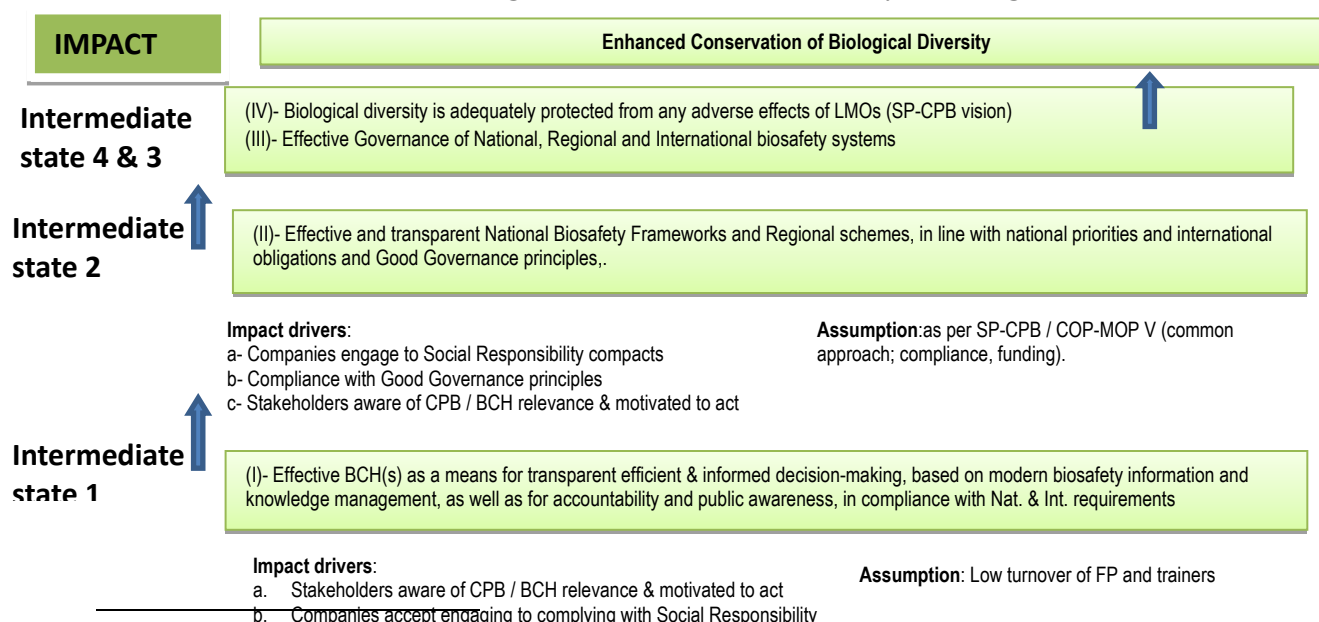 IMPACT
Enhanced Conservation of Biological Diversity
Intermediate
state 4 & 3
(IV)- Biological diversity is adequately protected from any adverse effects of LMOs (SP-CPB vision)
(III)- Effective Governance of National, Regional and International biosafety systems
Intermediate
state 2
(II)- Effective and transparent National Biosafety Frameworks and Regional schemes, in line with national priorities and international
obligations and Good Governance principles,.
Impact drivers:
a- Companies engage to Social Responsibility compacts
b- Compliance with Good Governance principles
c- Stakeholders aware of CPB / BCH relevance & motivated to act
Assumption:as per SP-CPB / COP-MOP V (common
approach; compliance, funding).
Intermediate
state 1
(I)- Effective BCH(s) as a means for transparent efficient & informed decision-making, based on modern biosafety information and
knowledge management, as well as for accountability and public awareness, in compliance with Nat. & Int. requirements
Impact drivers:
a. Stakeholders aware of CPB / BCH relevance & motivated to act
b. Companies accept engaging to complying with Social Responsibility
Assumption: Low turnover of FP and trainers